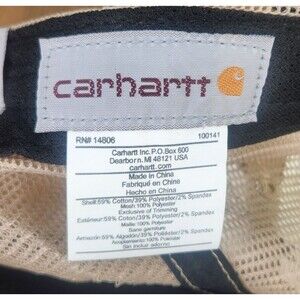 carhartt
RN# 14806 100141
Carhartt Inc. P.O.Box 600
Dearborn, MI 48121 USA
carhartt.com
Made in China
Fabriqué en China
Hecho en China
Shell:59% Cotton/39% Polyester/2% Spandex
Mesh:100% Polyester
Exclusive of Trimming
Extérieur:59% Coton/39% Polyester/2% Spandex
Maille:100% Polyester
Sans Garniture
Armazón:59% Algodón/39% Poliéster/2% Spandex
Acoplamiento:100% Poliéster
Sin incluir adorno